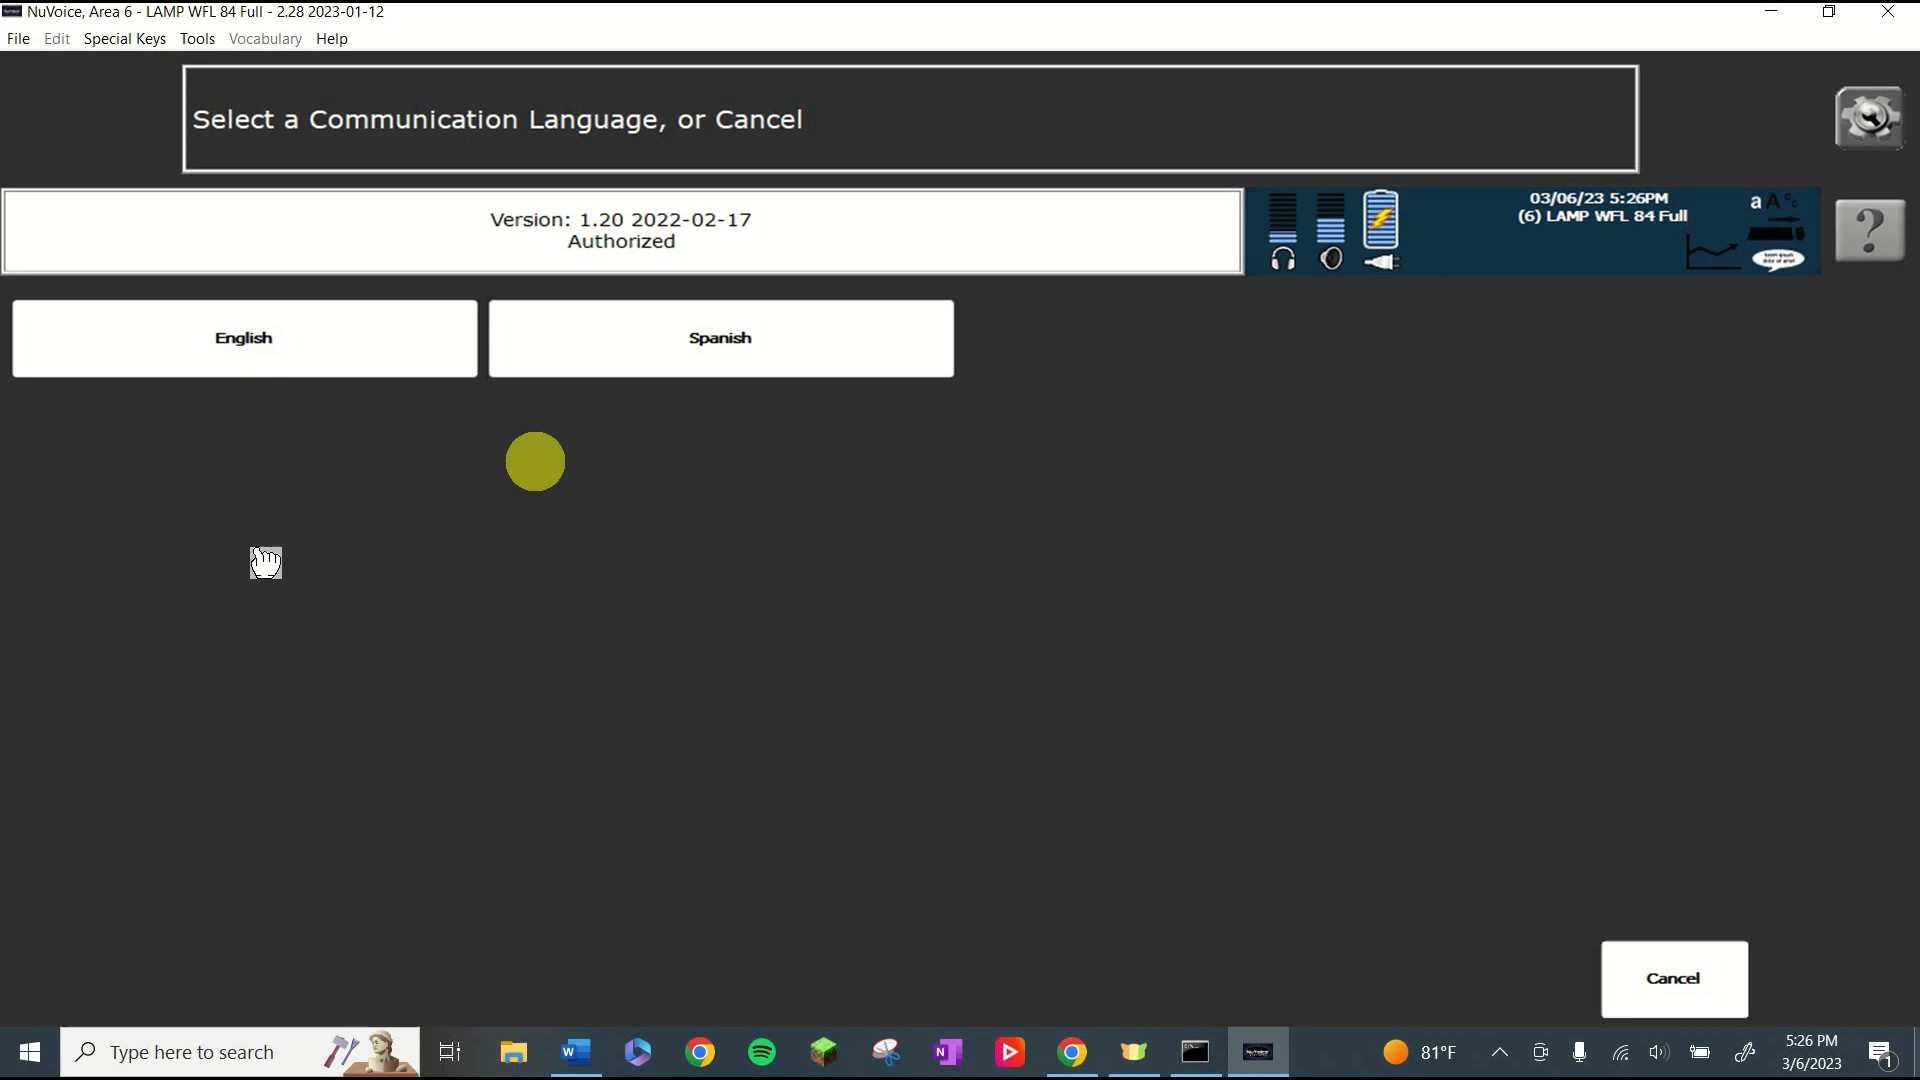 NuVoice, Area 6 - LAMP WFL 84 Full - 2.28 2023-01-12
File Edit Special Keys Tools Vocabulary Help
Select a Communication Language, or Cancel
Version: 1.20 2022-02-17
Authorized
03/06/23 5:26PM
(6) LAMP WFL 84 Full
a A
?
English
Spanish
Cancel
Type here to search
81°F
5:26 PM
3/6/2023
1